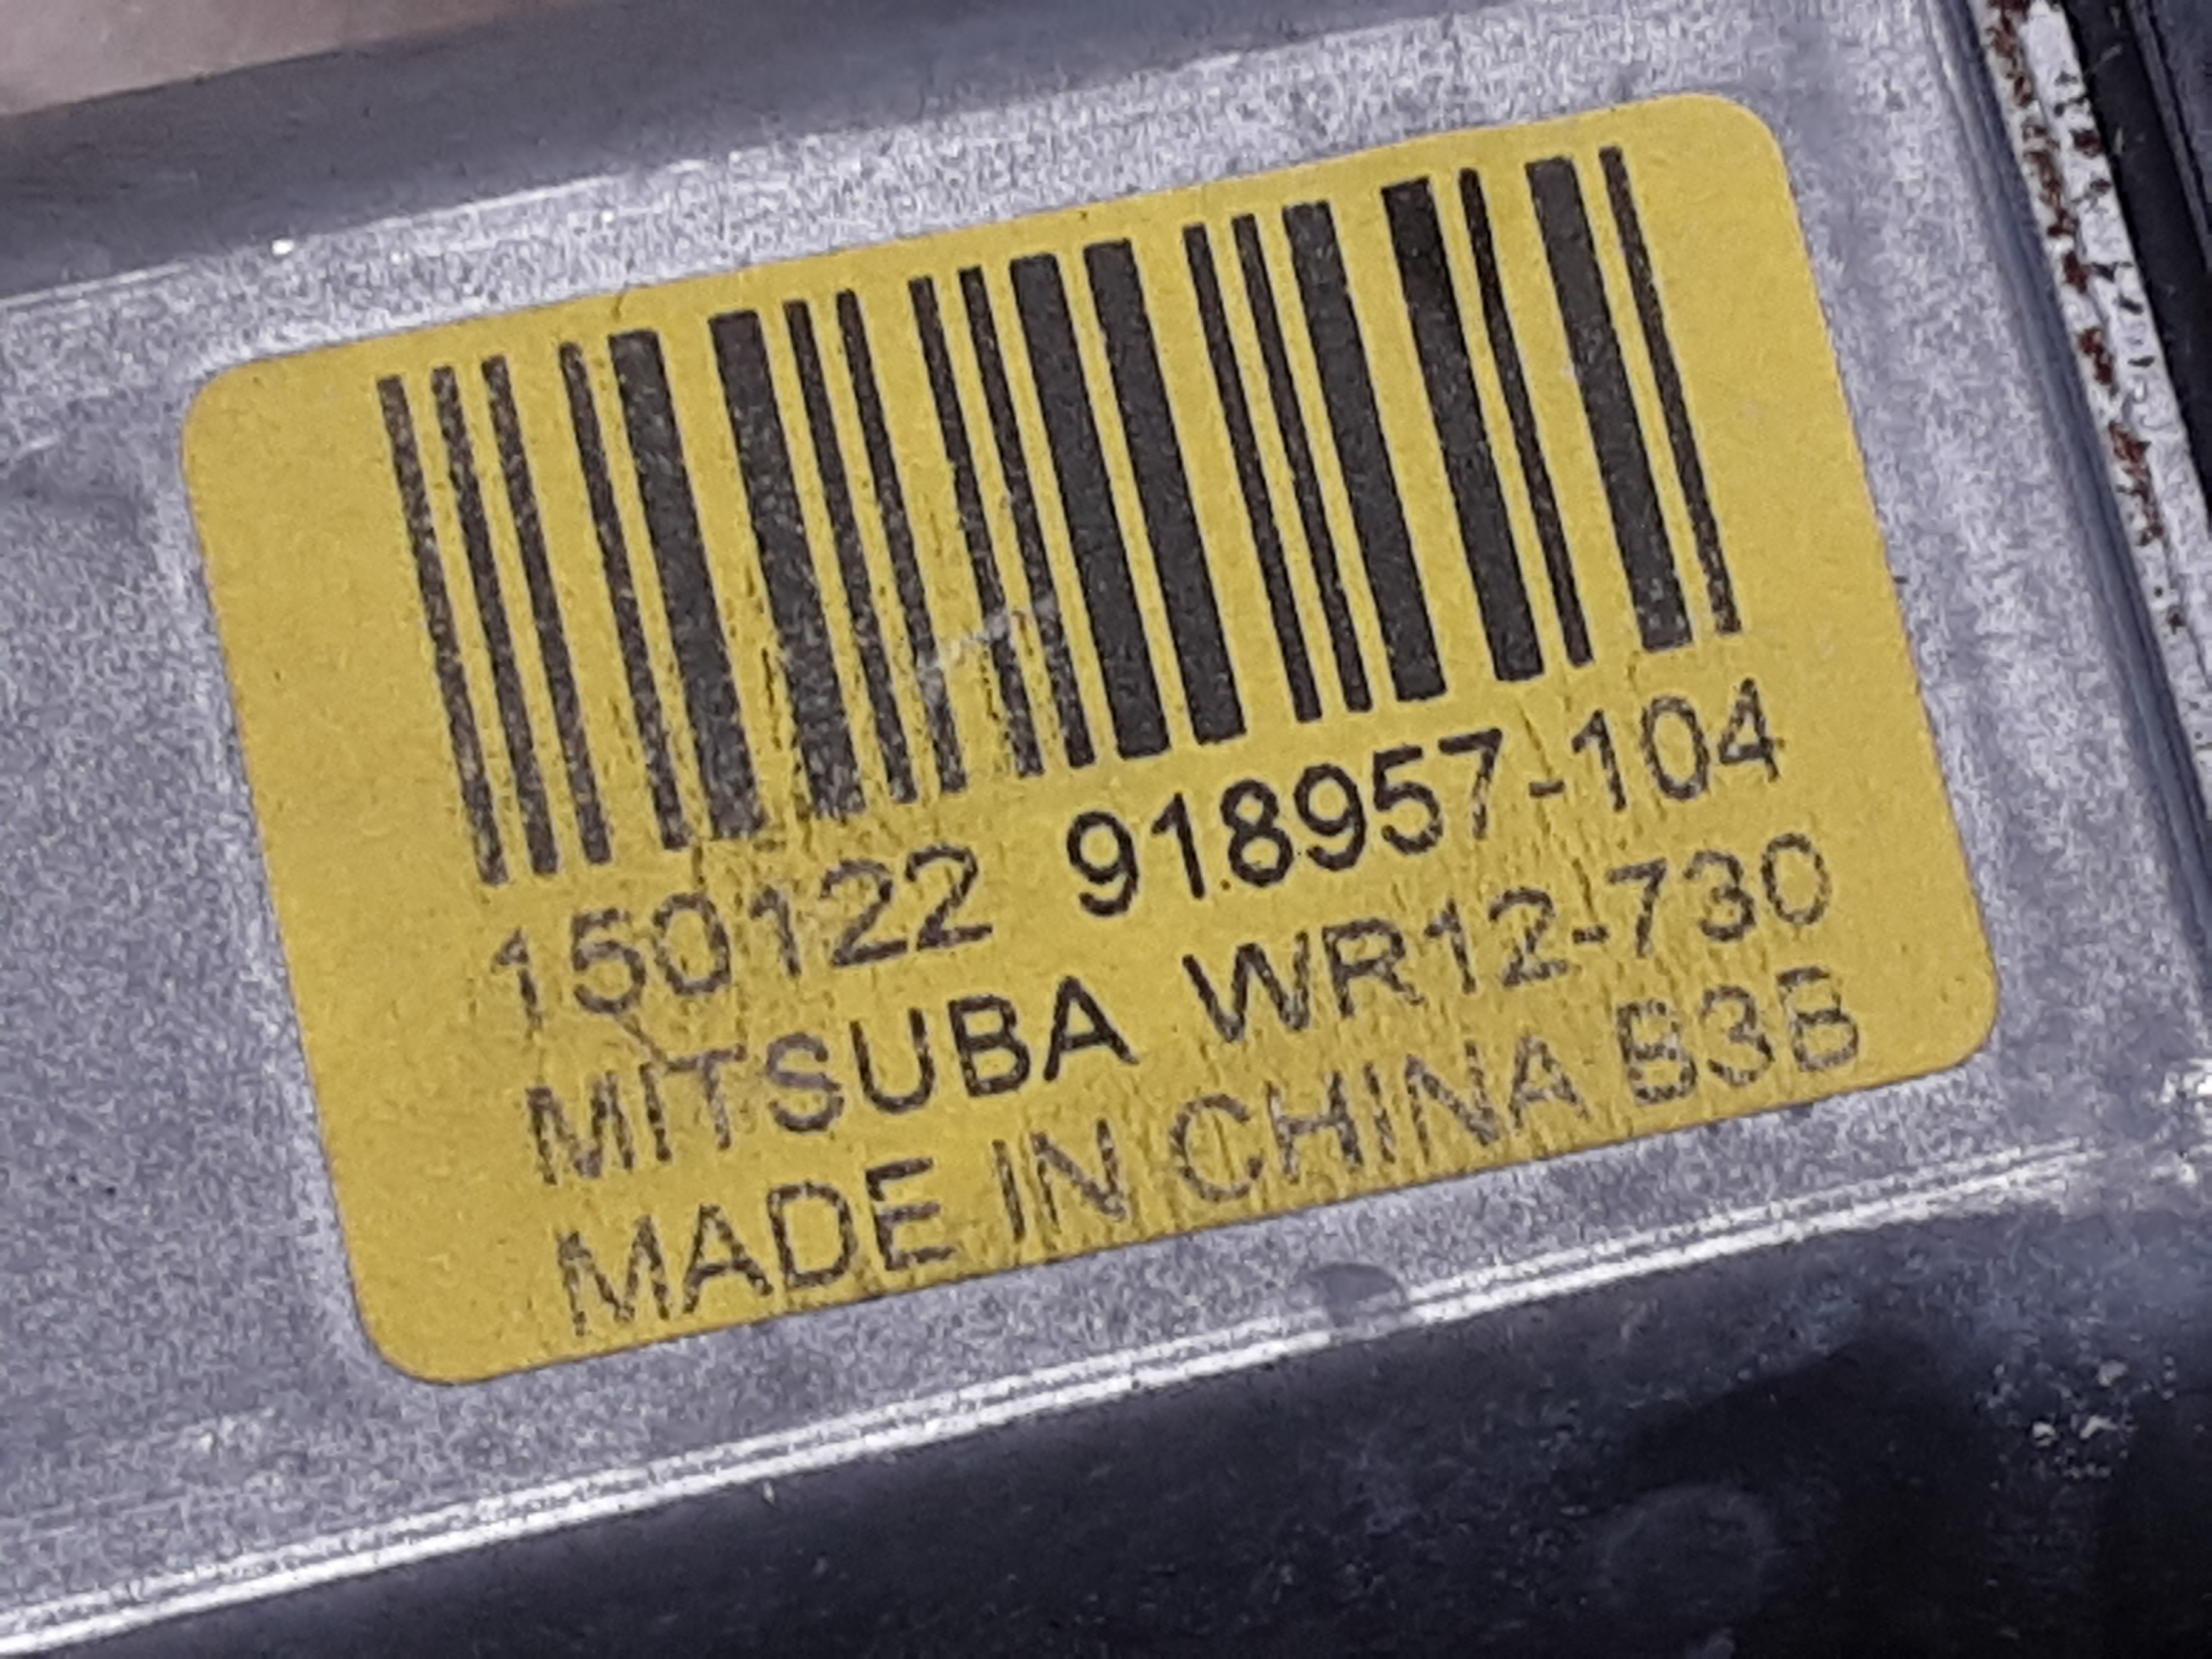 150122 918957-104
MITSUBA WR12-730
MADE IN CHINA B3B